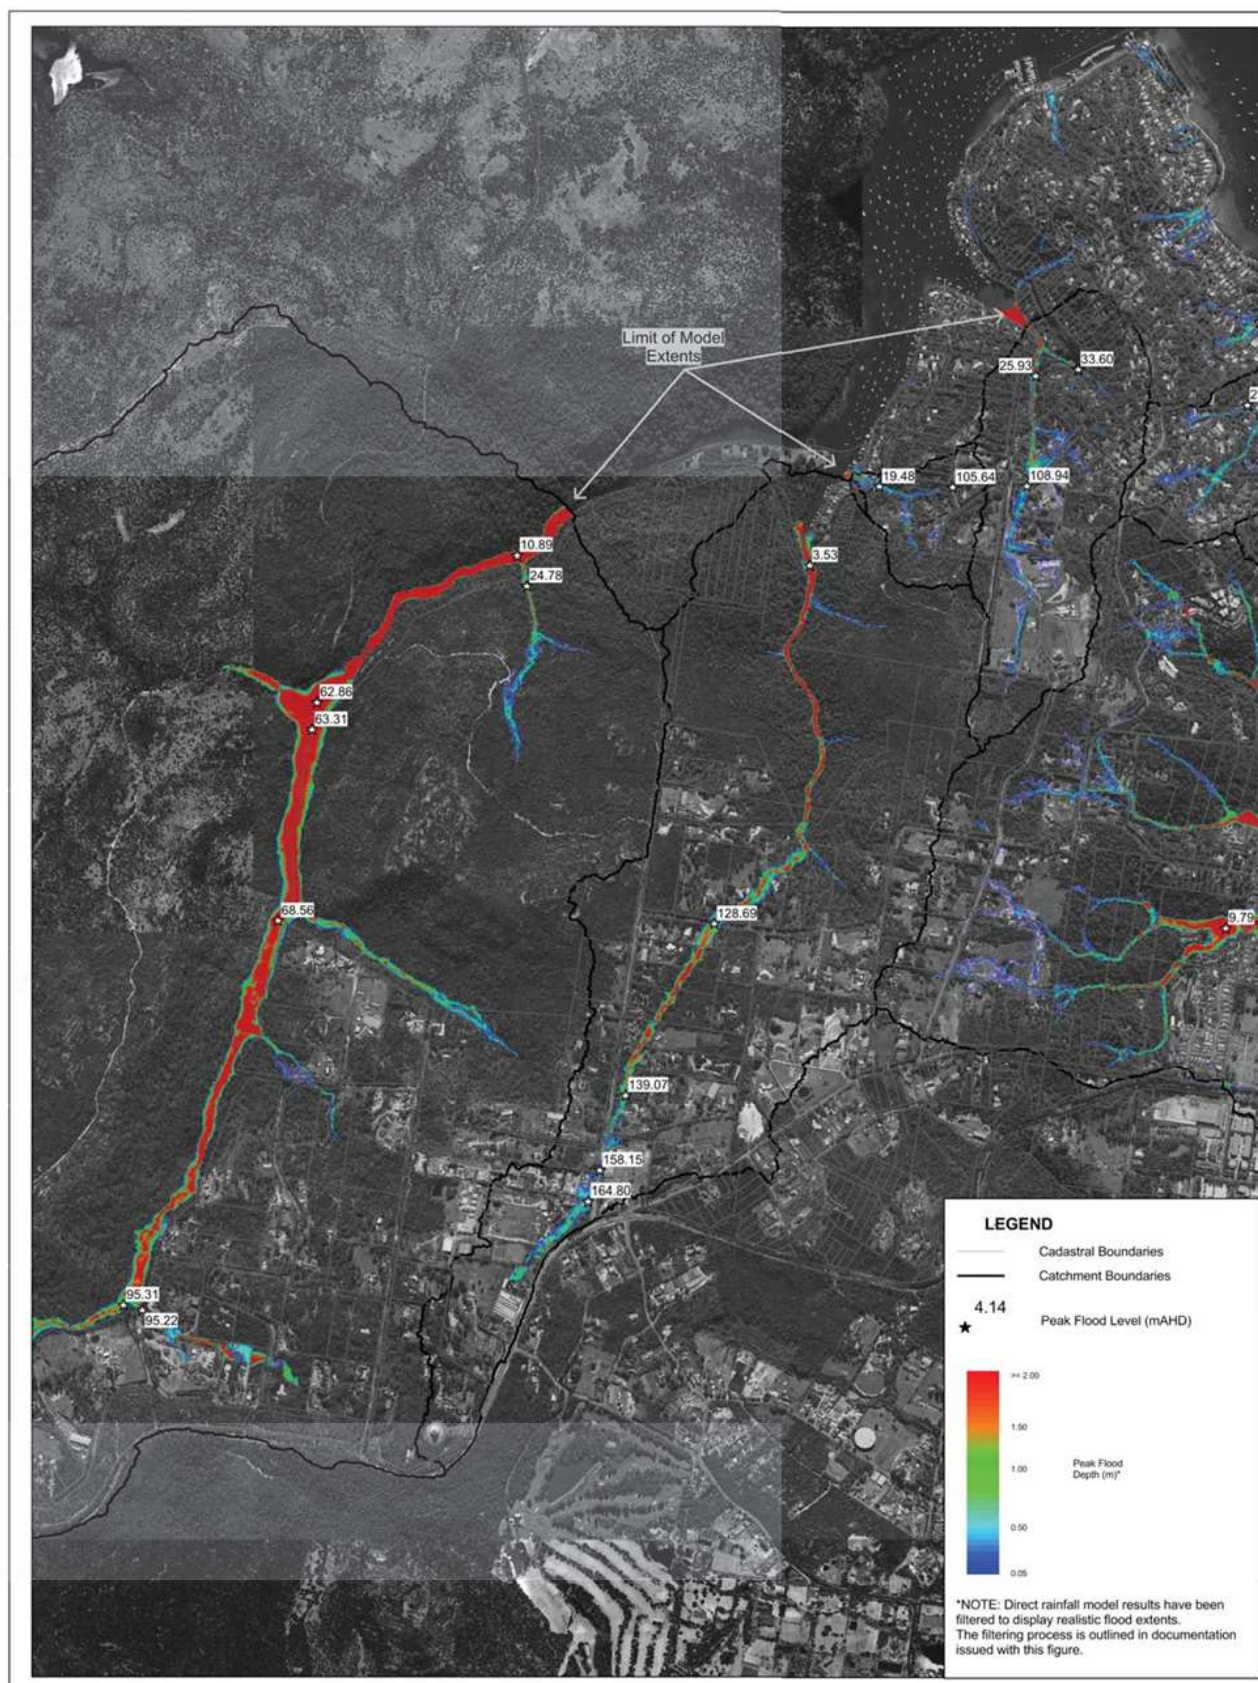 Limit of Model
Extents
25.93
33.60
2
19.48
105.64
108.94
10.89
3.53
24.78
62.86
63.31
68.56
128.69
9.79
139.07
158.15
164.80
95.31
95.22
LEGEND
Cadastral Boundaries
Catchment Boundaries
4.14
Peak Flood Level (mAHD)
>= 2.00
1.50
1.00
Peak Flood
Depth (m)*
0.50
0.05
*NOTE: Direct rainfall model results have been
filtered to display realistic flood extents.
The filtering process is outlined in documentation
issued with this figure.